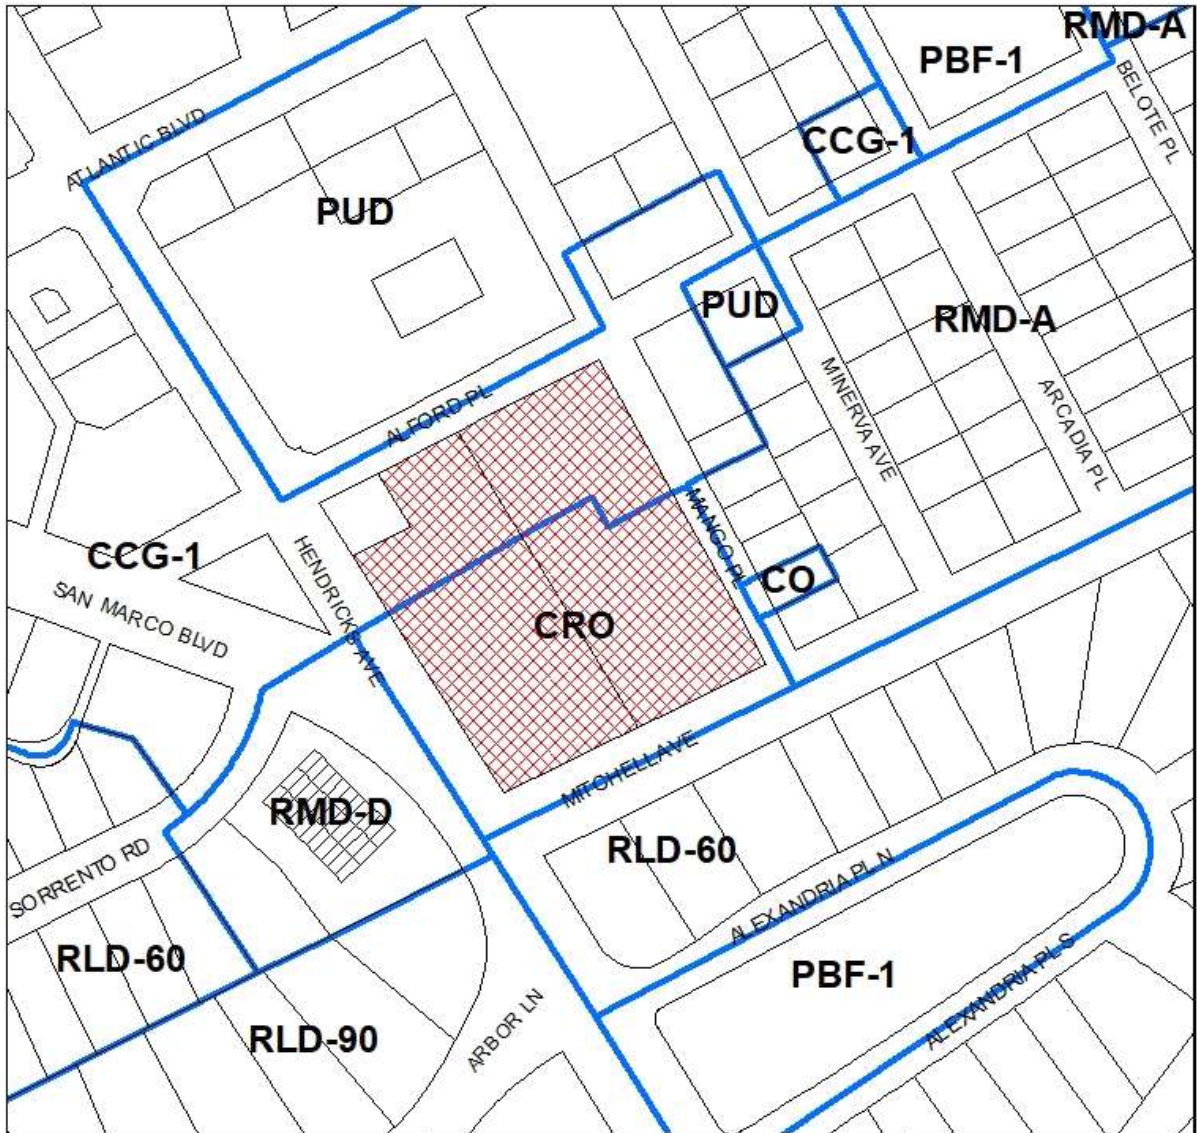 RMD-A
PBF-1
BELOTE PL
ATLANTIC BLVD
CCG-1
PUD
PUD
RMD-A
MINERVA AVE
ARCADIA PL
ALFORD PL
MANGO PL
HENDRICKS AVE
CCG-1
CO
SAN MARCO BLVD
CRO
MITCHELL AVE
RMD-D
RLD-60
SORRENTO RD
ALEXANDRIA PL N
RLD-60
PBF-1
ALEXANDRIA PL S
RLD-90
ARBOR LN